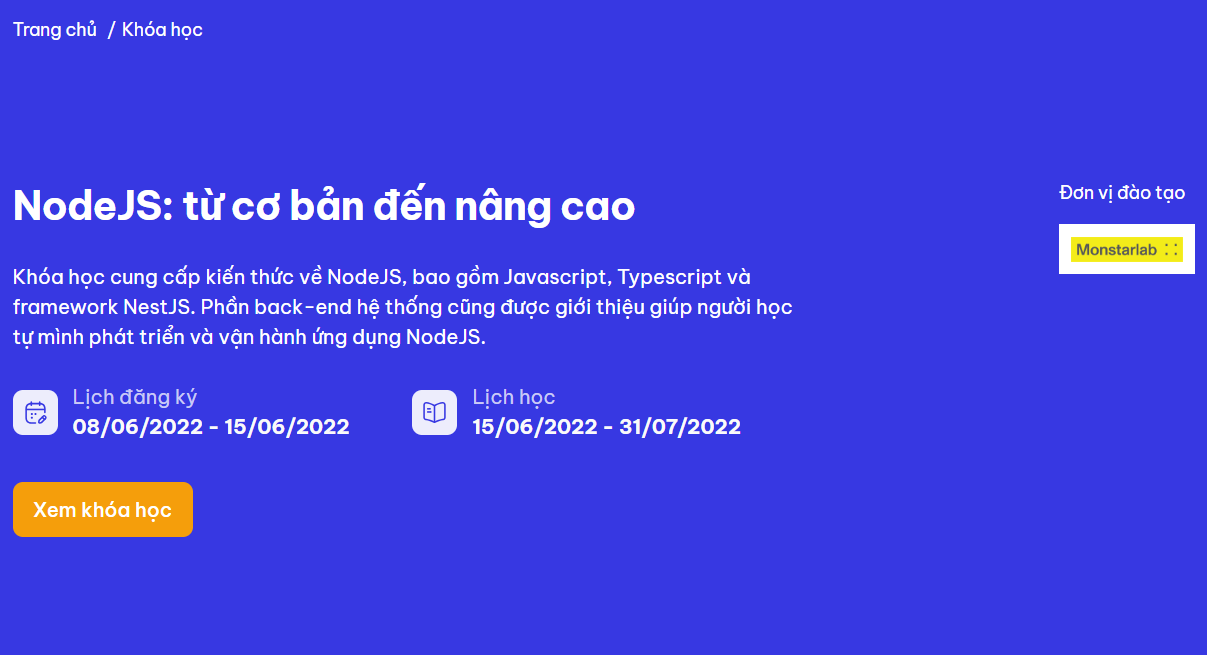 Trang chủ / Khóa học
NodeJS: từ cơ bản đến nâng cao
Đơn vị đào tạo
Monstarlab
Khóa học cung cấp kiến thức về NodeJS, bao gồm Javascript, Typescript và
framework NestJS. Phần back-end hệ thống cũng được giới thiệu giúp người học
tự mình phát triển và vận hành ứng dụng NodeJS.
Lịch đăng ký
08/06/2022 - 15/06/2022
Lịch học
15/06/2022 - 31/07/2022
Xem khóa học